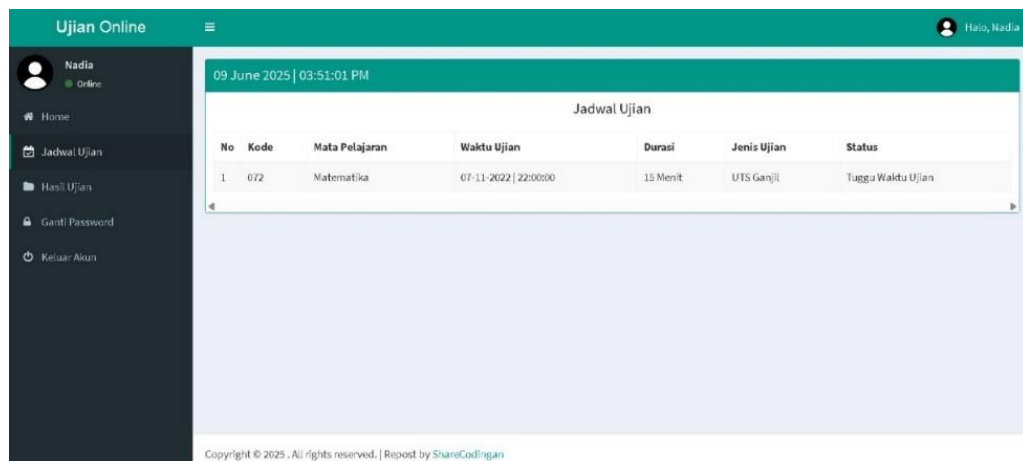 Ujian Online
Halo, Nadia
Nadia
Online
Home
Jadwal Ujian
Hasil Ujian
Ganti Password
Keluar Akun
09 June 2025 | 03:51:01 PM
Jadwal Ujian
No Kode Mata Pelajaran Waktu Ujian Durasi Jenis Ujian Status
1 072 Matematika 07-11-2022 | 22:00:00 15 Menit UTS Ganjil Tuggu Waktu Ujian
Copyright © 2025 . All rights reserved. | Repost by ShareCodingan